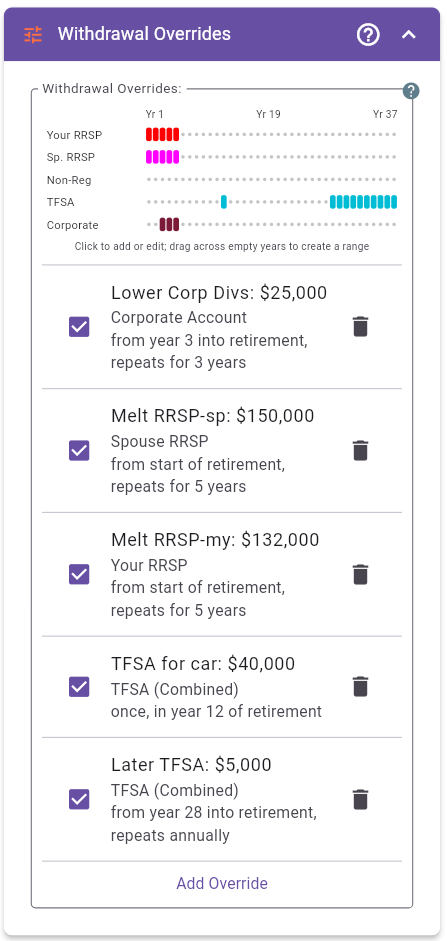 Withdrawal Overrides
?
Withdrawal Overrides:
?
Yr 1 Yr 19 Yr 37
Your RRSP
Sp. RRSP
Non-Reg
TFSA
Corporate
Click to add or edit; drag across empty years to create a range
Lower Corp Divs: $25,000
Corporate Account
from year 3 into retirement,
repeats for 3 years
Melt RRSP-sp: $150,000
Spouse RRSP
from start of retirement,
repeats for 5 years
Melt RRSP-my: $132,000
Your RRSP
from start of retirement,
repeats for 5 years
TFSA for car: $40,000
TFSA (Combined)
once, in year 12 of retirement
Later TFSA: $5,000
TFSA (Combined)
from year 28 into retirement,
repeats annually
Add Override